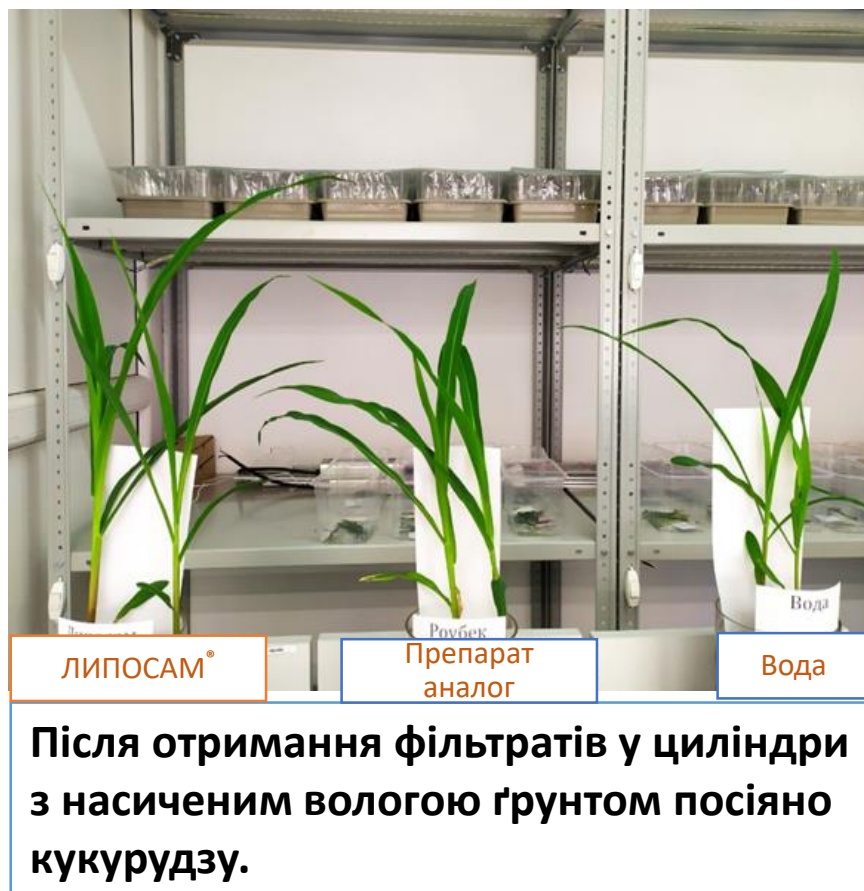 Роубек
Вода
ЛИПОСАМ®
Препарат
аналог
Вода
Після отримання фільтратів у циліндри
з насиченим вологою ґрунтом посіяно
кукурудзу.